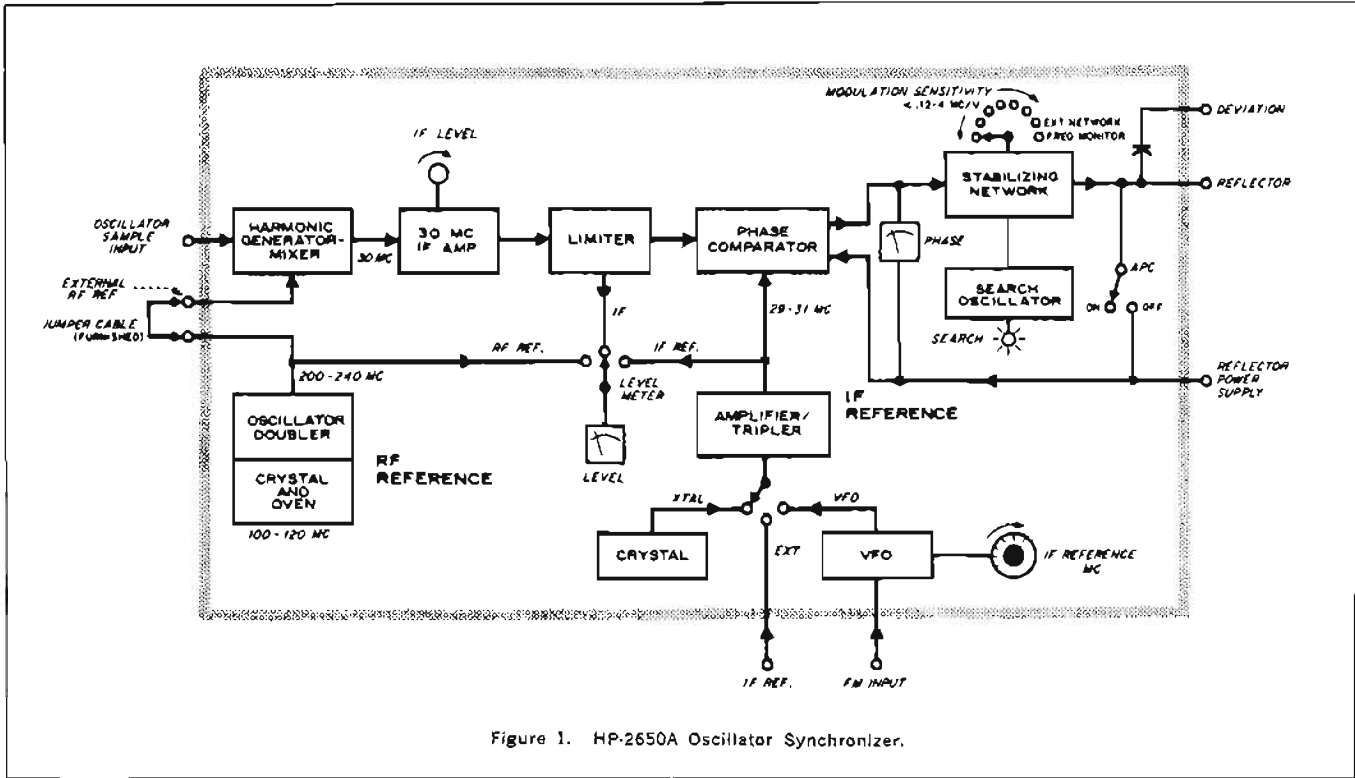 MODULATION SENSITIVITY
<.12-4 MC/V
EXT NETWORK
FREQ MONITOR
DEVIATION
IF LEVEL
STABILIZING
NETWORK
REFLECTOR
OSCILLATOR
SAMPLE
INPUT
HARMONIC
GENERATOR-
MIXER
30 MC
30 MC
IF AMP
LIMITER
PHASE
COMPARATOR
PHASE
EXTERNAL
RF REF.
JUMPER CABLE
(FURNISHED)
IF
29-31 MC
SEARCH
OSCILLATOR
SEARCH
APC
ON
OFF
RF REF.
IF REF.
200-240 MC
LEVEL
METER
REFLECTOR
POWER
SUPPLY
OSCILLATOR
DOUBLER
CRYSTAL
AND
OVEN
100-120 MC
RF
REFERENCE
LEVEL
AMPLIFIER/
TRIPLER
IF
REFERENCE
XTAL
VFO
EXT
CRYSTAL
VFO
IF REFERENCE
MC
IF REF.
FM INPUT
Figure 1. HP-2650A Oscillator Synchronizer.